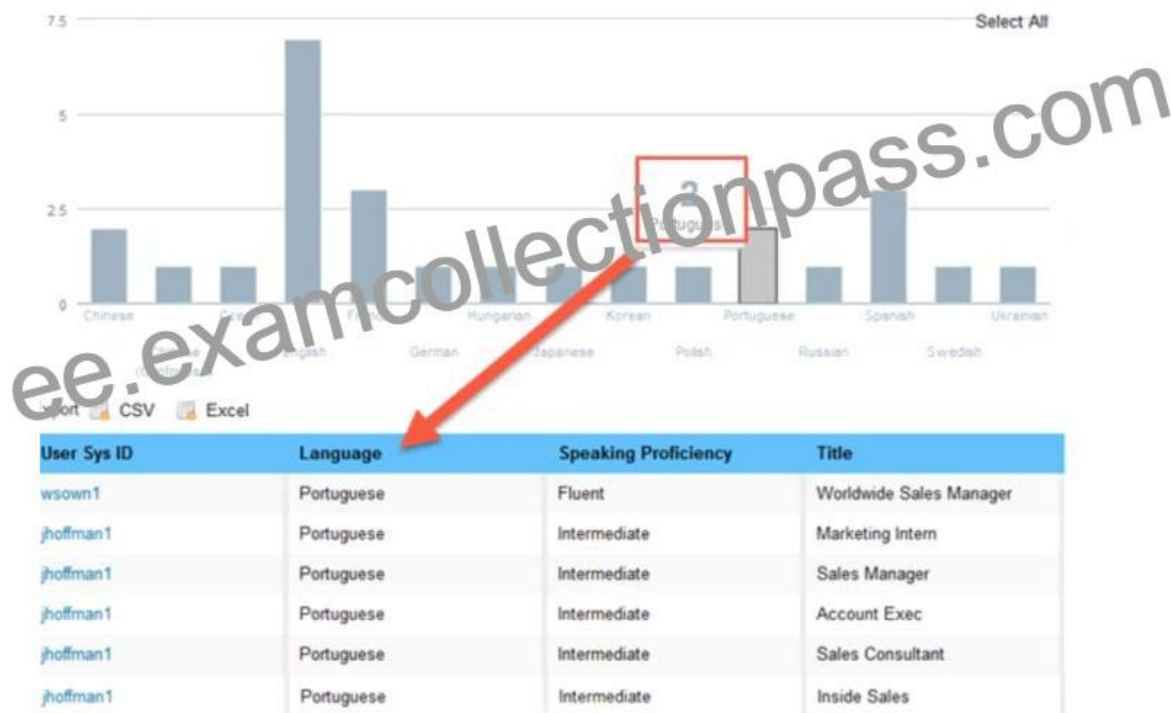 7.5
Select All
5
2.5
2
Portuguese
0
Chinese Hungarian Korean Portuguese Spanish Ukrainian
English German Japanese Polish Russian Swedish
CSV Excel
User Sys ID Language Speaking Proficiency Title
wsown1 Portuguese Fluent Worldwide Sales Manager
jhoffman1 Portuguese Intermediate Marketing Intern
jhoffman1 Portuguese Intermediate Sales Manager
jhoffman1 Portuguese Intermediate Account Exec
jhoffman1 Portuguese Intermediate Sales Consultant
jhoffman1 Portuguese Intermediate Inside Sales
ee.examcollectionpass.com